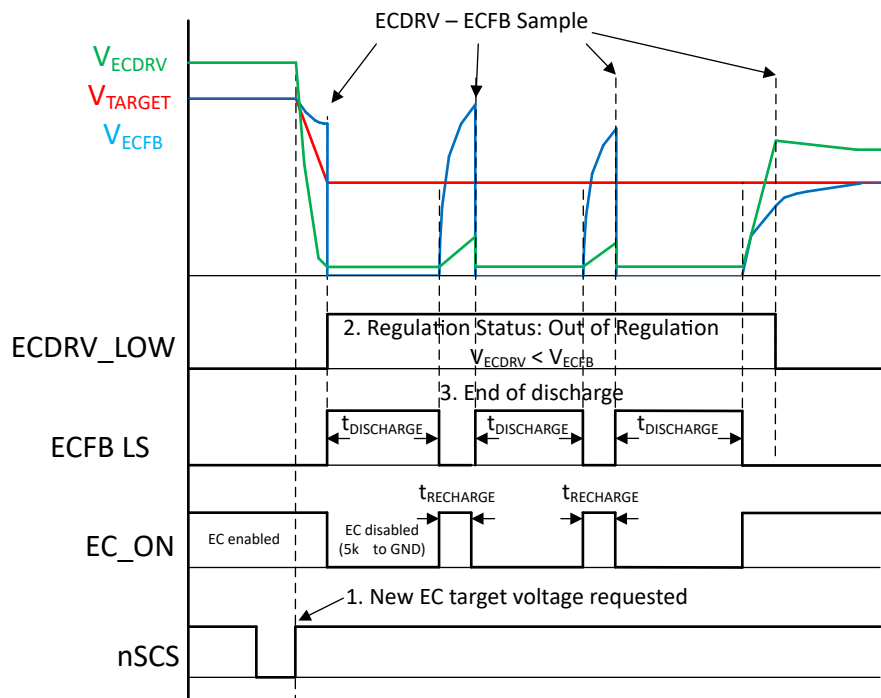 ECDRV – ECFB Sample
VECDRV
VTARGET
VECFB
ECDRV_LOW
2. Regulation Status: Out of Regulation
VECDRV < VECFB
3. End of discharge
ECFB LS
tDISCHARGE
tDISCHARGE
tDISCHARGE
tRECHARGE
tRECHARGE
EC_ON
EC enabled
EC disabled
(5k to GND)
1. New EC target voltage requested
nSCS